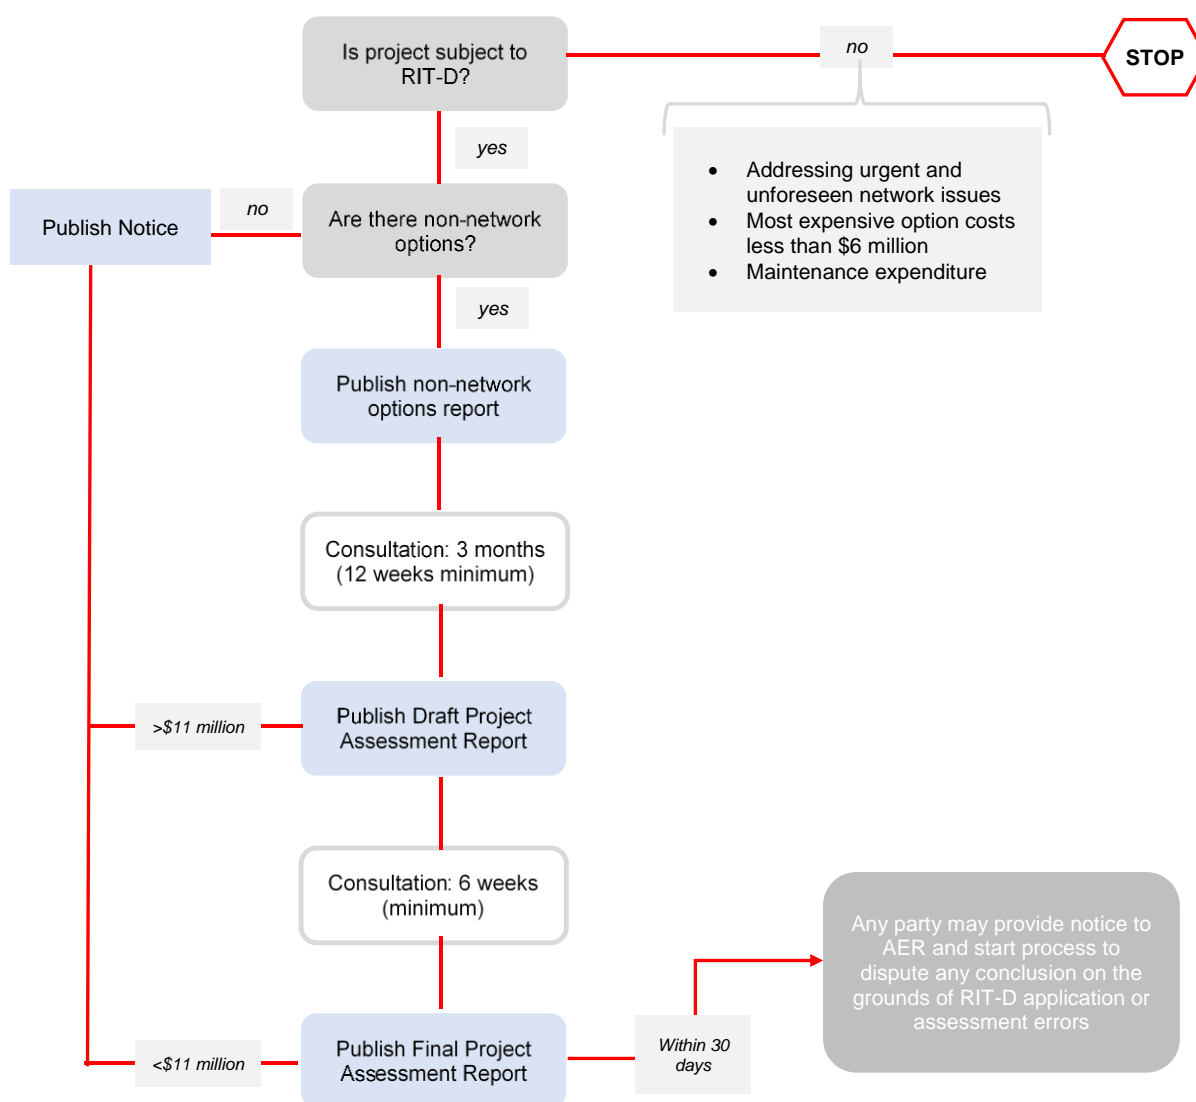 Is project subject to
RIT-D?
no
STOP
yes
• Addressing urgent and
unforeseen network issues
• Most expensive option costs
less than $6 million
• Maintenance expenditure
Publish Notice
no
Are there non-network
options?
yes
Publish non-network
options report
Consultation: 3 months
(12 weeks minimum)
>$11 million
Publish Draft Project
Assessment Report
Consultation: 6 weeks
(minimum)
Any party may provide notice to
AER and start process to
dispute any conclusion on the
grounds of RIT-D application or
assessment errors
<$11 million
Publish Final Project
Assessment Report
Within 30
days